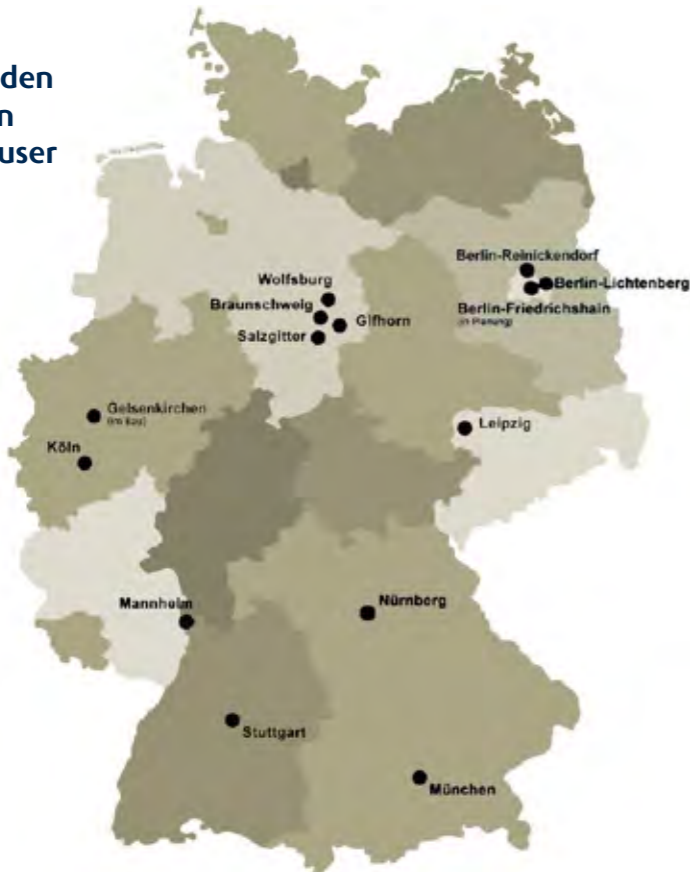 den
n
user
Berlin-Reinickendorf
Berlin-Lichtenberg
Berlin-Friedrichshain
(in Planung)
Wolfsburg
Braunschweig
Gifhorn
Salzgitter
Gelsenkirchen
(im Bau)
Köln
Leipzig
Mannheim
Nürnberg
Stuttgart
München